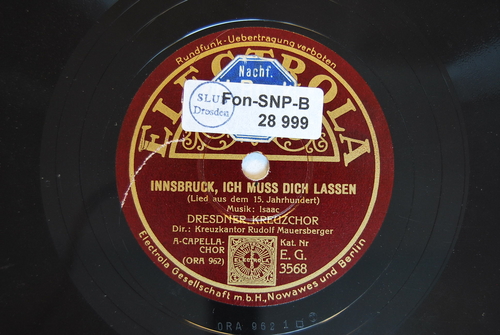 Rundfunk-Uebertragung verboten
ELECTROLA
Nachf.
SLUB
Dresden
Fon-SNP-B
28 999
INNSBRUCK, ICH MUSS DICH LASSEN
(Lied aus dem 15. Jahrhundert)
Musik: Isaac
DRESDNER KREUZCHOR
Dir.: Kreuzkantor Rudolf Mauersberger
A-CAPELLA-
CHOR
(ORA 962)
Kat. Nr
E. G.
3568
Electrola Gesellschaft m.b.H., Nowawes und Berlin
ORA 962